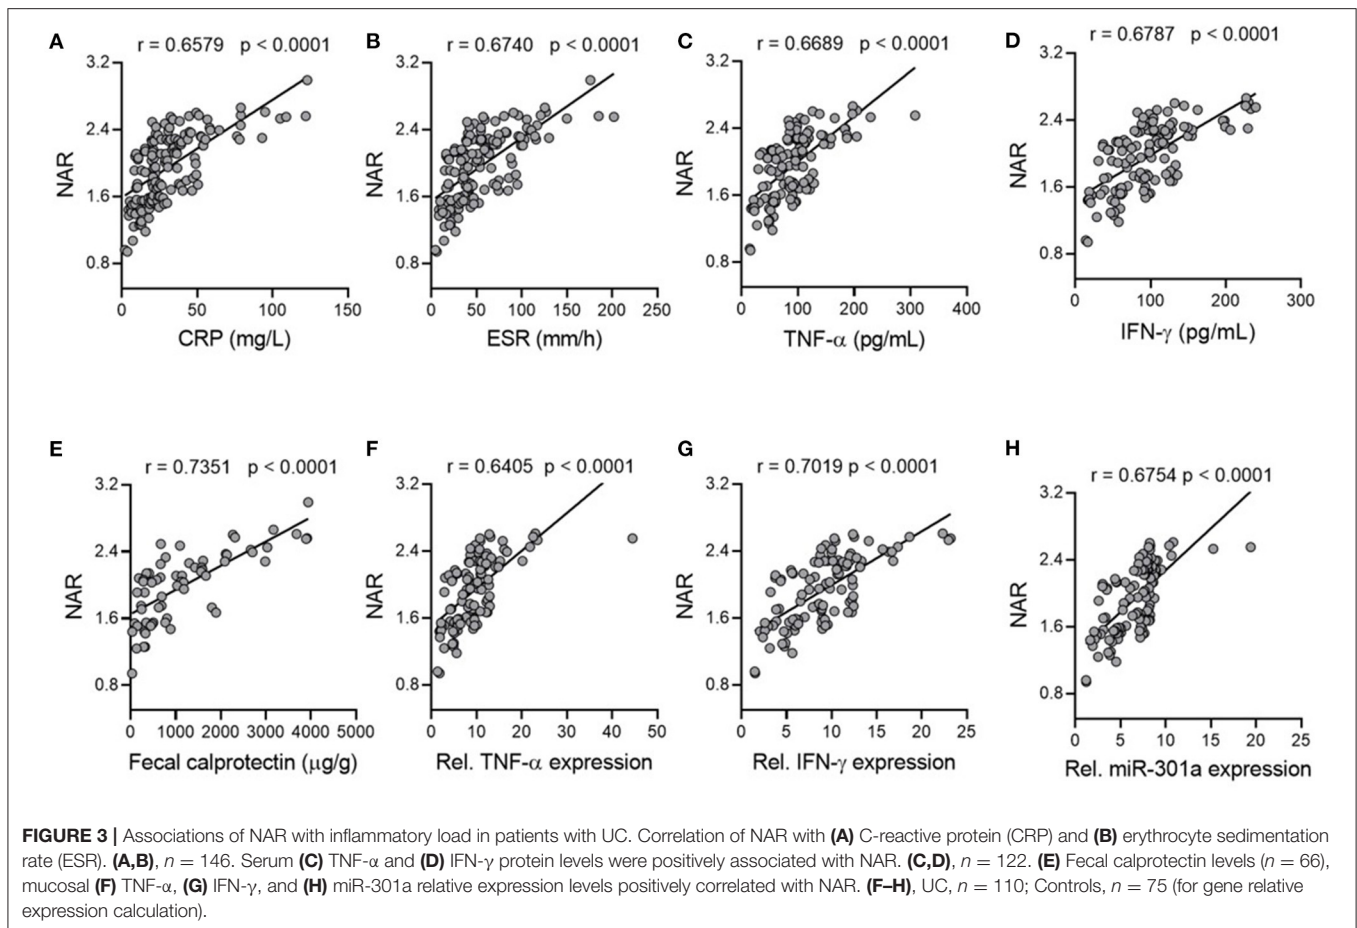 A
r = 0.6579 p < 0.0001
NAR
3.2
2.4
1.6
0.8
0 50 100 150
CRP (mg/L)
B
r = 0.6740 p < 0.0001
NAR
3.2
2.4
1.6
0.8
0 50 100 150 200 250
ESR (mm/h)
C
r = 0.6689 p < 0.0001
NAR
3.2
2.4
1.6
0.8
0 100 200 300 400
TNF-α (pg/mL)
D
r = 0.6787 p < 0.0001
NAR
3.2
2.4
1.6
0.8
0 100 200 300
IFN-γ (pg/mL)
E
r = 0.7351 p < 0.0001
NAR
3.2
2.4
1.6
0.8
0 1000 2000 3000 4000 5000
Fecal calprotectin (μg/g)
F
r = 0.6405 p < 0.0001
NAR
3.2
2.4
1.6
0.8
0 10 20 30 40 50
Rel. TNF-α expression
G
r = 0.7019 p < 0.0001
NAR
3.2
2.4
1.6
0.8
0 5 10 15 20 25
Rel. IFN-γ expression
H
r = 0.6754 p < 0.0001
NAR
3.2
2.4
1.6
0.8
0 5 10 15 20 25
Rel. miR-301a expression
FIGURE 3 | Associations of NAR with inflammatory load in patients with UC. Correlation of NAR with (A) C-reactive protein (CRP) and (B) erythrocyte sedimentation
rate (ESR). (A,B), n = 146. Serum (C) TNF-α and (D) IFN-γ protein levels were positively associated with NAR. (C,D), n = 122. (E) Fecal calprotectin levels (n = 66),
mucosal (F) TNF-α, (G) IFN-γ, and (H) miR-301a relative expression levels positively correlated with NAR. (F–H), UC, n = 110; Controls, n = 75 (for gene relative
expression calculation).